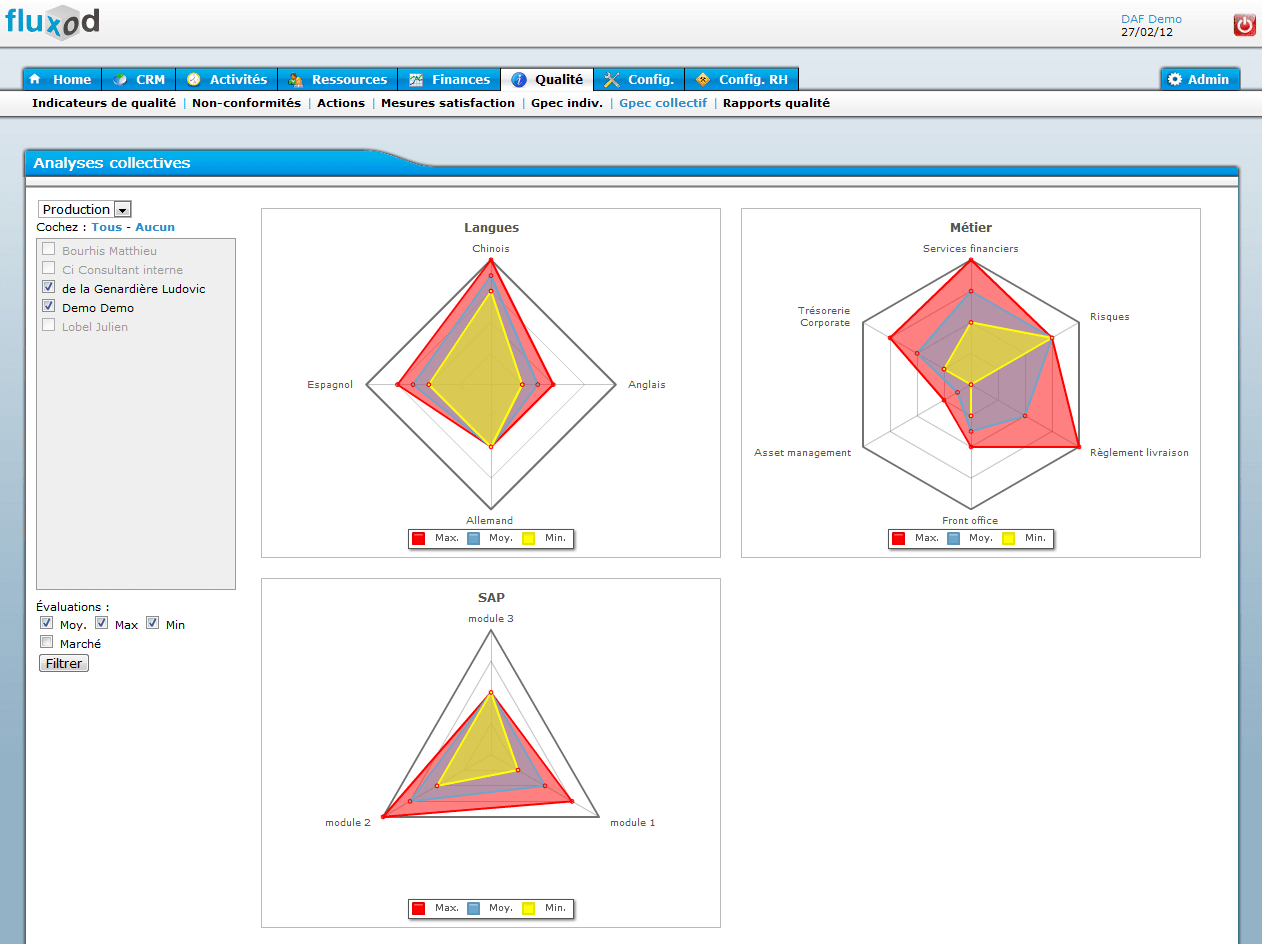 fluxod
DAF Demo
27/02/12
Home CRM Activités Ressources Finances Qualité Config. Config. RH Admin
Indicateurs de qualité | Non-conformités | Actions | Mesures satisfaction | Gpec indiv. | Gpec collectif | Rapports qualité
Analyses collectives
Production
Cochez : Tous - Aucun
Bourhis Matthieu
Ci Consultant interne
de la Genardière Ludovic
Demo Demo
Lobel Julien
Évaluations :
Moy. Max Min
Marché
Filtrer
Langues
Chinois
Espagnol
Anglais
Allemand
Max. Moy. Min.
Métier
Services financiers
Trésorerie
Corporate
Risques
Asset management
Règlement livraison
Front office
Max. Moy. Min.
SAP
module 3
module 2
module 1
Max. Moy. Min.